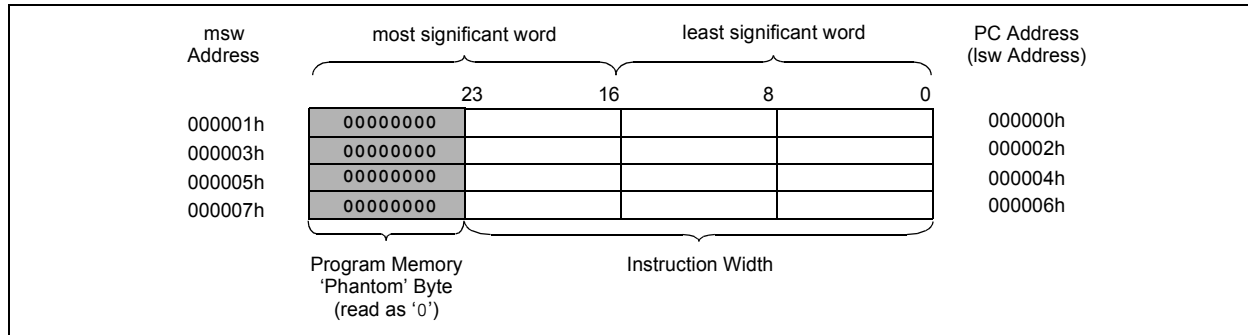 msw
Address
most significant word
least significant word
PC Address
(lsw Address)
23
16
8
0
000001h
00000000
000000h
000003h
00000000
000002h
000005h
00000000
000004h
000007h
00000000
000006h
Program Memory
‘Phantom’ Byte
(read as ‘0’)
Instruction Width